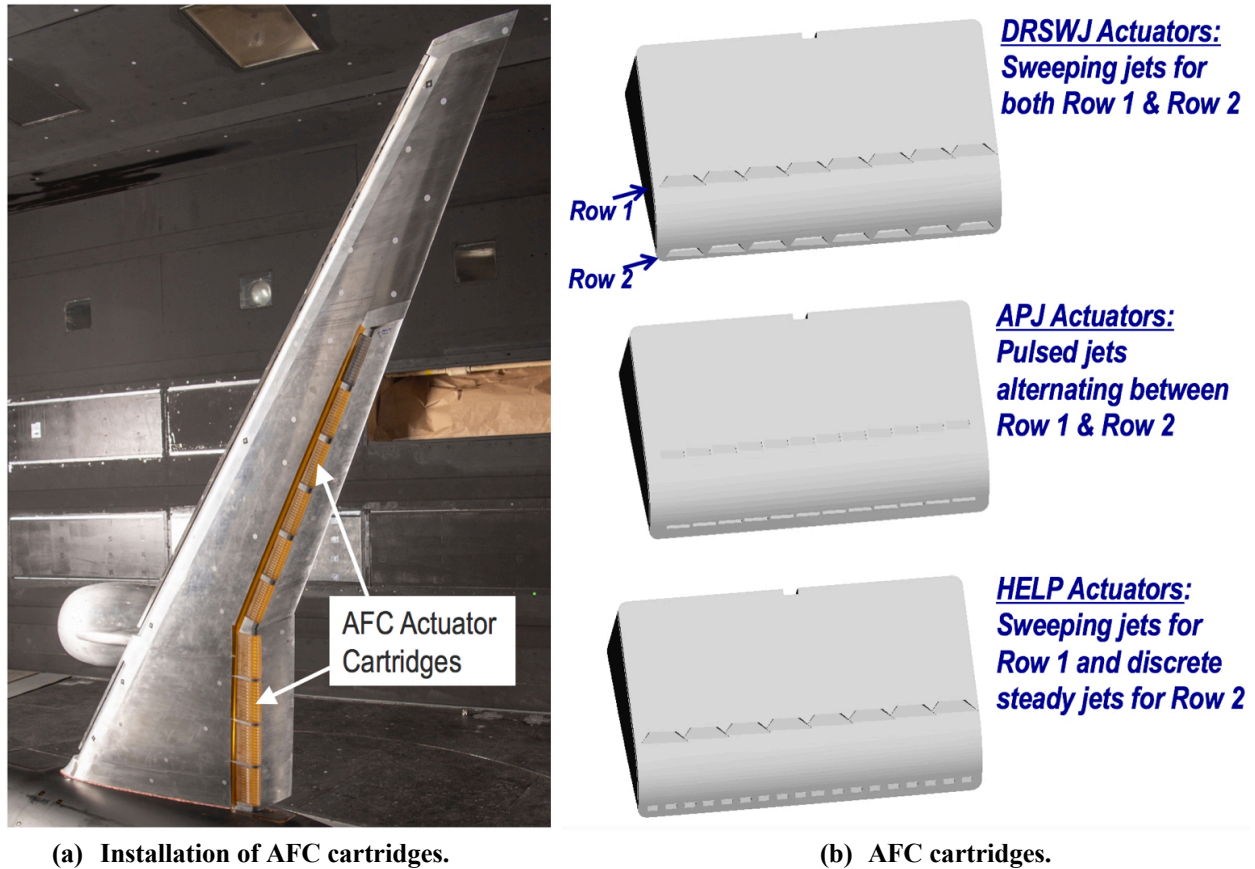 AFC Actuator
Cartridges
DRSWJ Actuators:
Sweeping jets for
both Row 1 & Row 2
Row 1
Row 2
APJ Actuators:
Pulsed jets
alternating between
Row 1 & Row 2
HELP Actuators:
Sweeping jets for
Row 1 and discrete
steady jets for Row 2
(a) Installation of AFC cartridges.
(b) AFC cartridges.